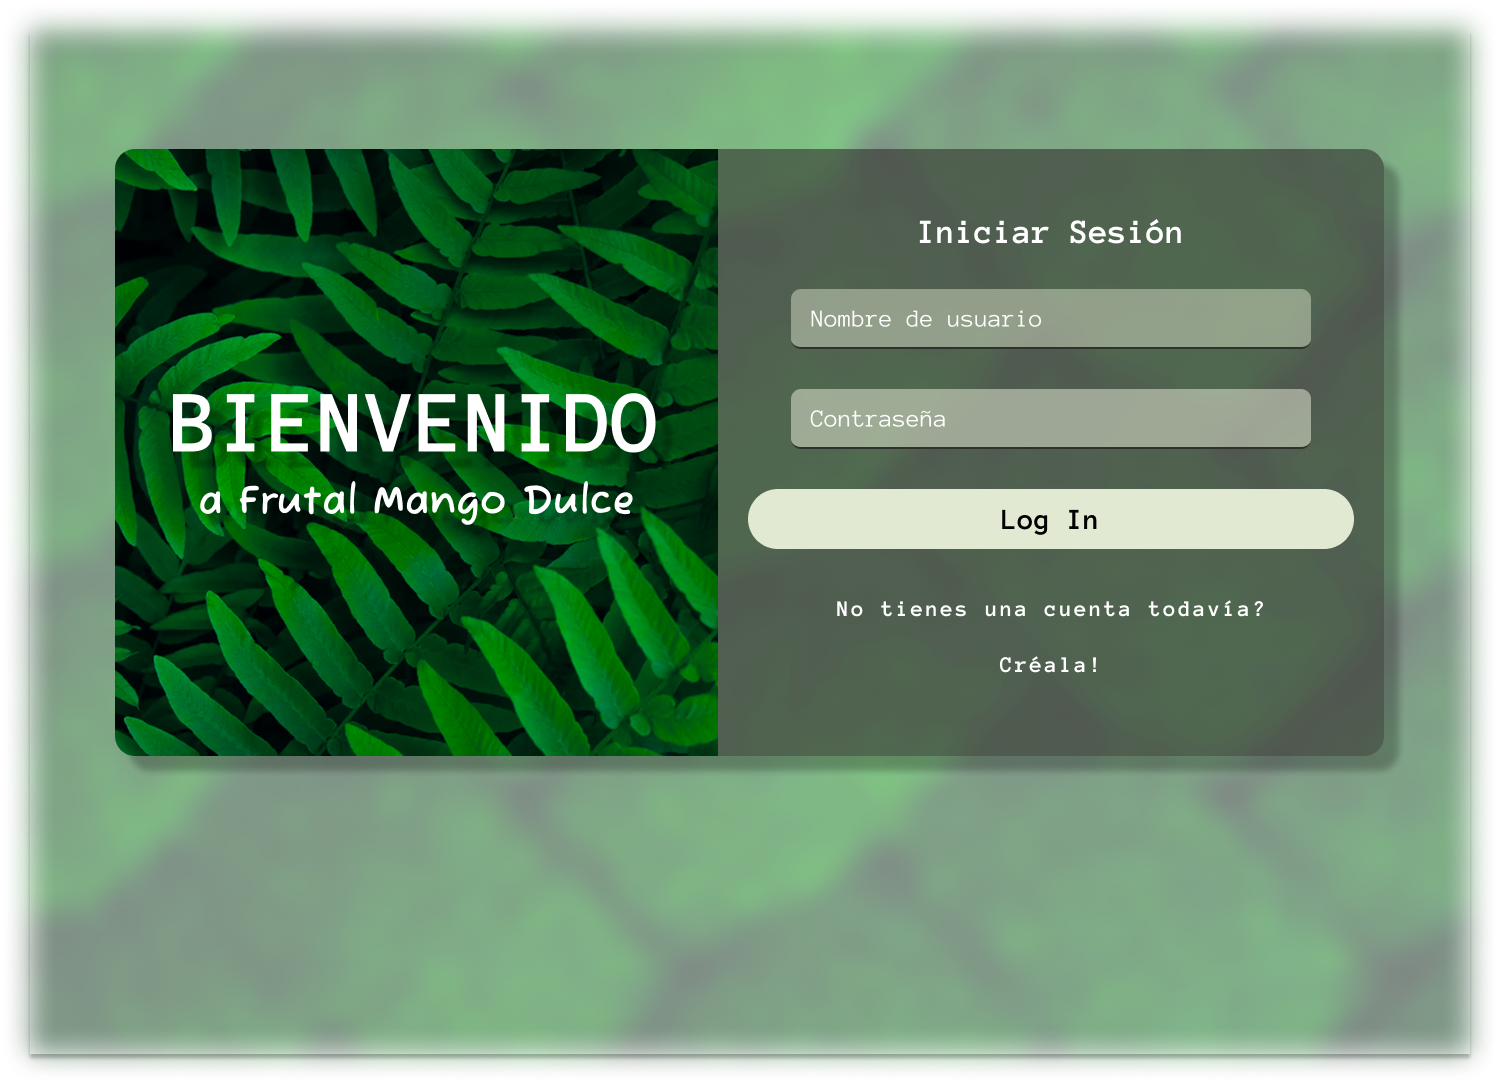 BIENVENIDO
a Frutal Mango Dulce
Iniciar Sesión
Nombre de usuario
Contraseña
Log In
No tienes una cuenta todavía?
Créala!